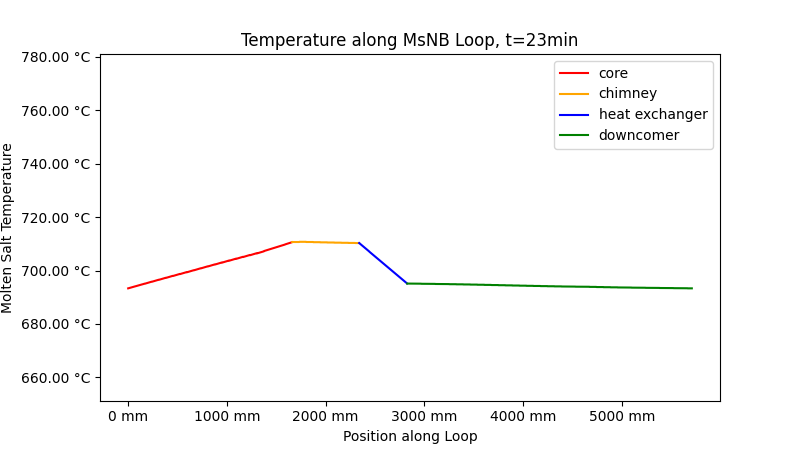 Temperature along MsNB Loop, t=23min
780.00 °C
760.00 °C
740.00 °C
720.00 °C
700.00 °C
680.00 °C
660.00 °C
Molten Salt Temperature
core
chimney
heat exchanger
downcomer
0 mm
1000 mm
2000 mm
3000 mm
4000 mm
5000 mm
Position along Loop